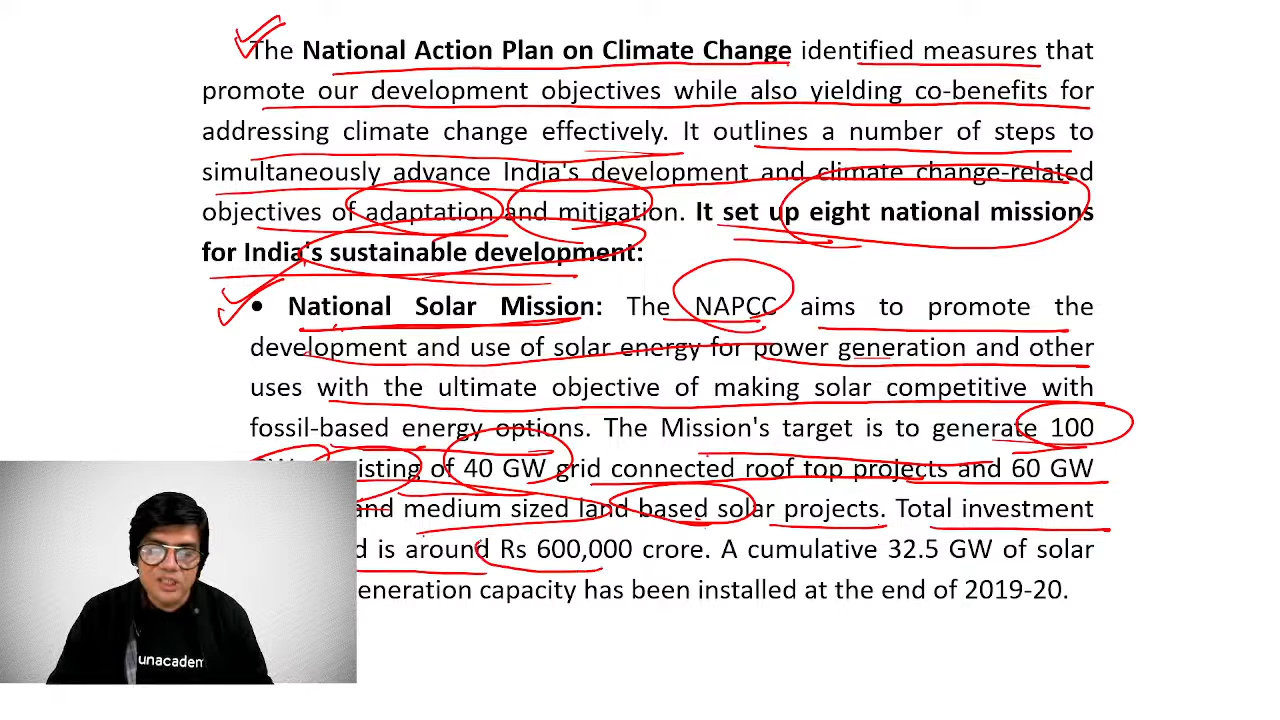 The National Action Plan on Climate Change identified measures that
promote our development objectives while also yielding co-benefits for
addressing climate change effectively. It outlines a number of steps to
simultaneously advance India's development and climate change-related
objectives of adaptation and mitigation. It set up eight national missions
for India's sustainable development:
• National Solar Mission: The NAPCC aims to promote the
development and use of solar energy for power generation and other
uses with the ultimate objective of making solar competitive with
fossil-based energy options. The Mission's target is to generate 100
of 40 GW grid connected roof top projects and 60 GW
and medium sized land based solar projects. Total investment
is around Rs 600,000 crore. A cumulative 32.5 GW of solar
eneration capacity has been installed at the end of 2019-20.
unacadem